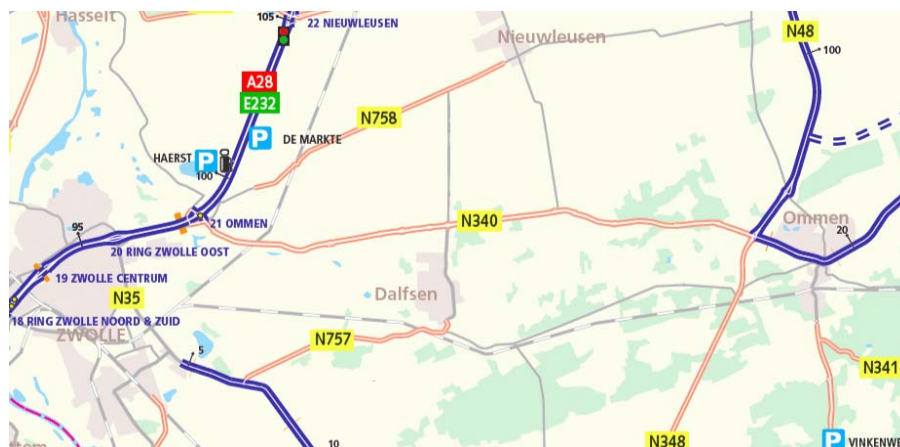 Hasselt
105
22 NIEUWLEUSEN
Nieuwleusen
N48
100
A28
E232
N758
DE MARKTE
HAERST
100
21 OMMEN
N340
Ommen
20
95
20 RING ZWOLLE OOST
19 ZWOLLE CENTRUM
N35
Dalfsen
18 RING ZWOLLE NOORD & ZUID
ZWOLLE
N757
5
N341
10
N348
P
VINKENWE
P
P